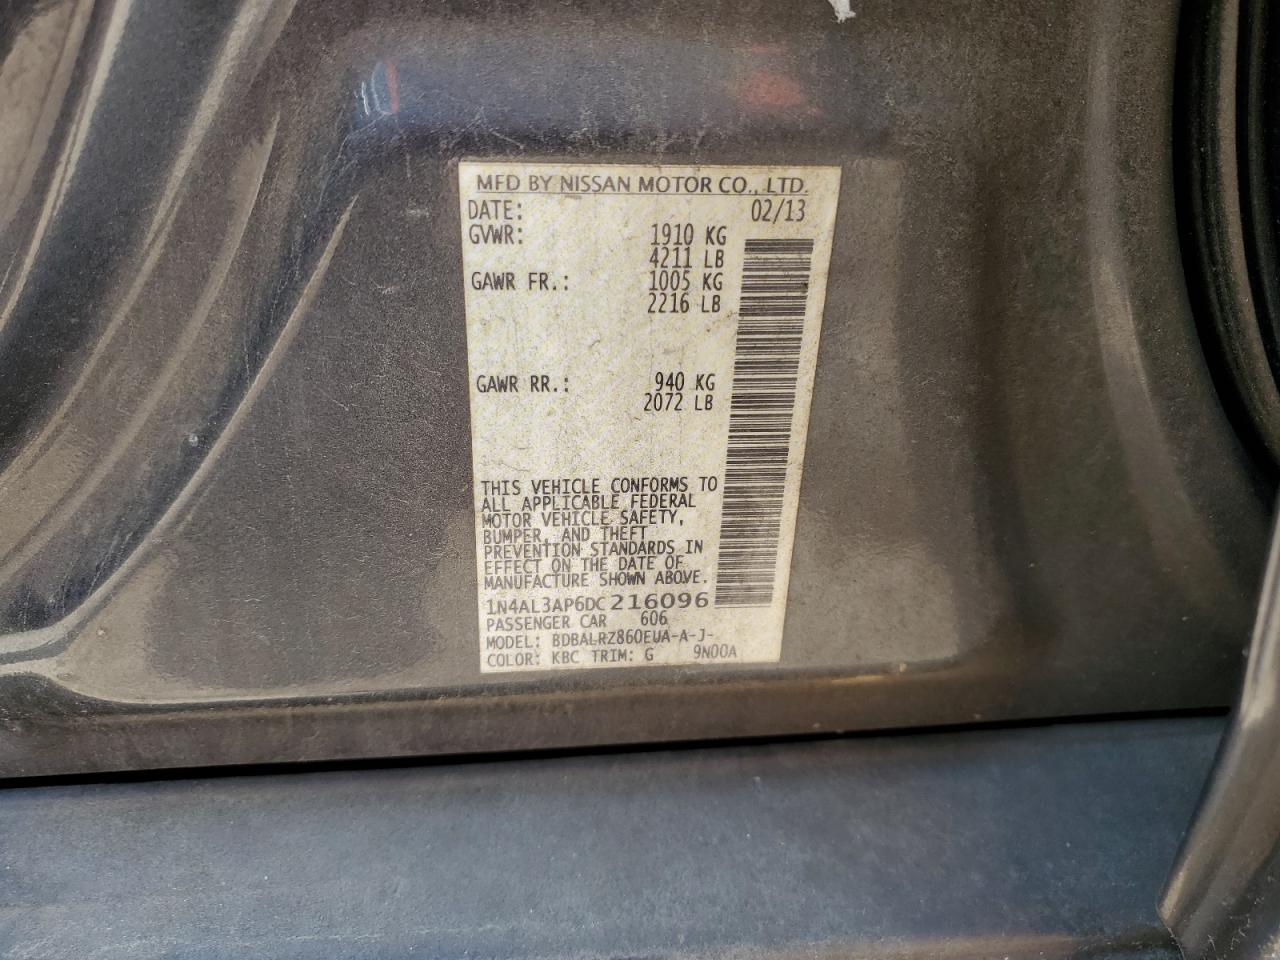 MFD BY NISSAN MOTOR CO., LTD.
DATE: 02/13
GVWR: 1910 KG
4211 LB
GAWR FR.: 1005 KG
2216 LB
GAWR RR.: 940 KG
2072 LB
THIS VEHICLE CONFORMS TO
ALL APPLICABLE FEDERAL
MOTOR VEHICLE SAFETY,
BUMPER, AND THEFT
PREVENTION STANDARDS IN
EFFECT ON THE DATE OF
MANUFACTURE SHOWN ABOVE.
1N4AL3AP6DC216096
PASSENGER CAR 606
MODEL: BDBALRZ860EUA-A-J-
COLOR: KBC TRIM: G 9N00A